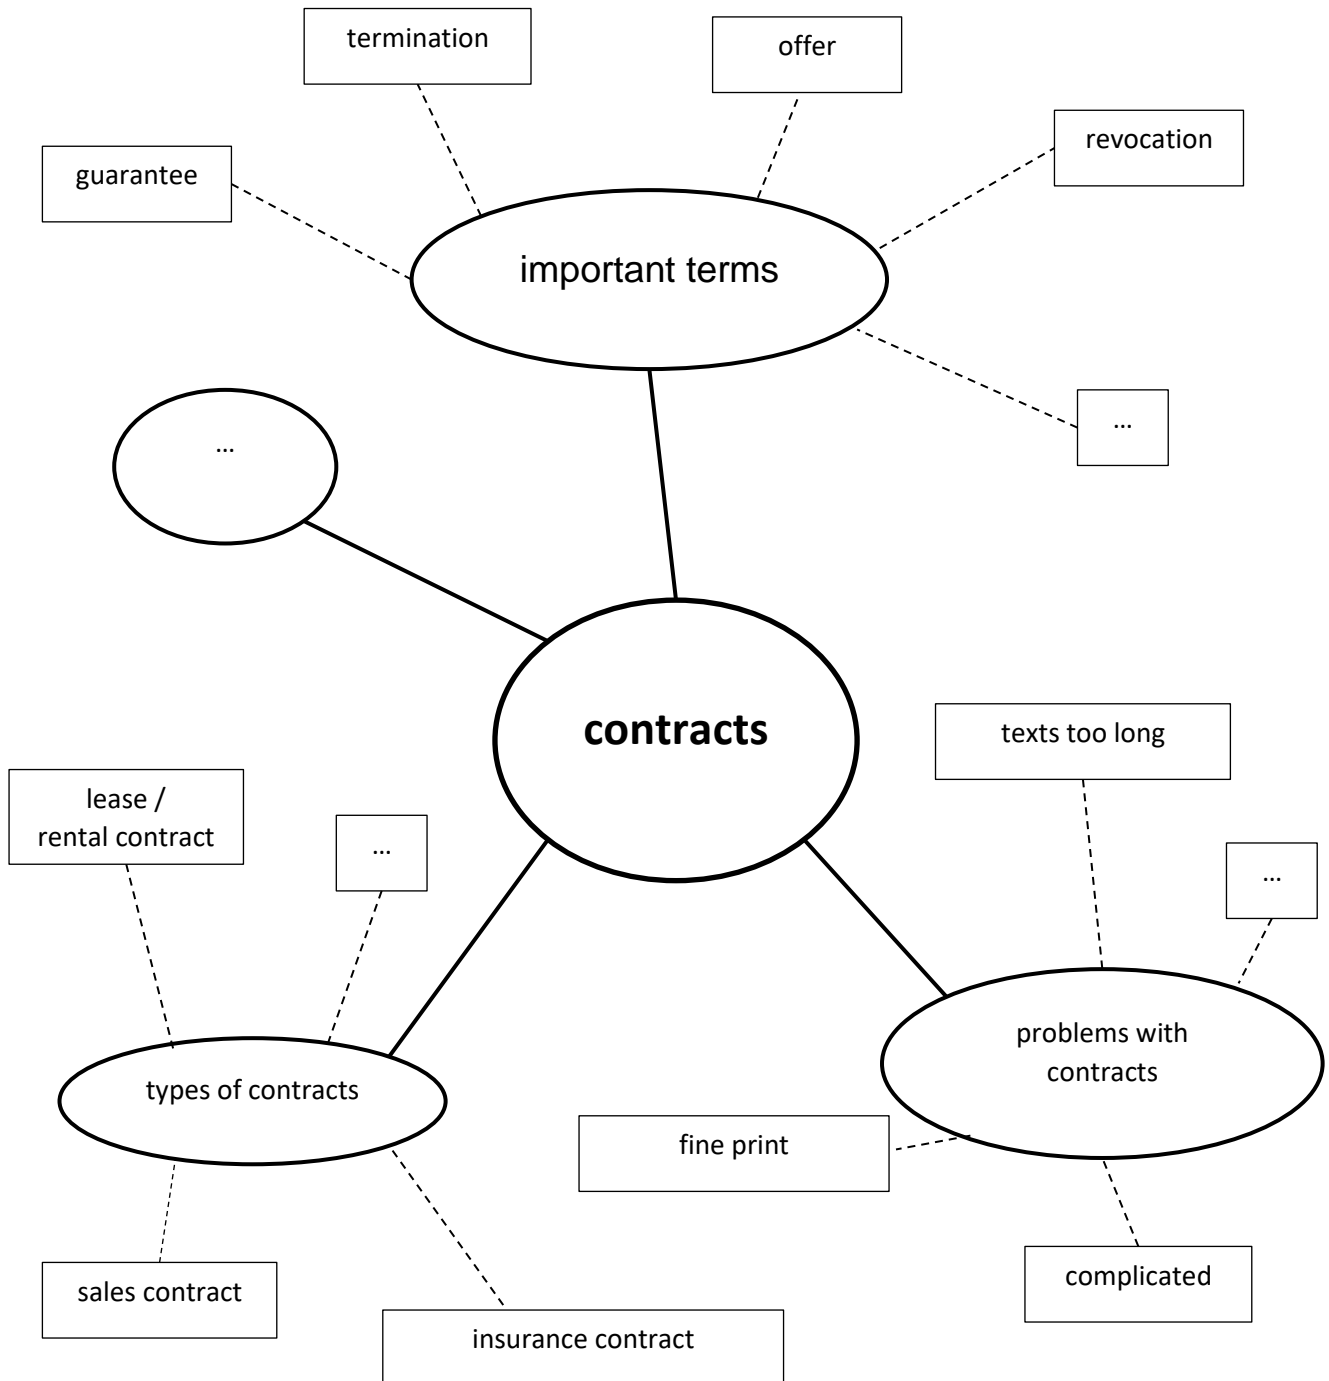 termination
offer
revocation
guarantee
important terms
...
...
contracts
texts too long
lease /
rental contract
...
...
problems with
contracts
types of contracts
fine print
complicated
sales contract
insurance contract